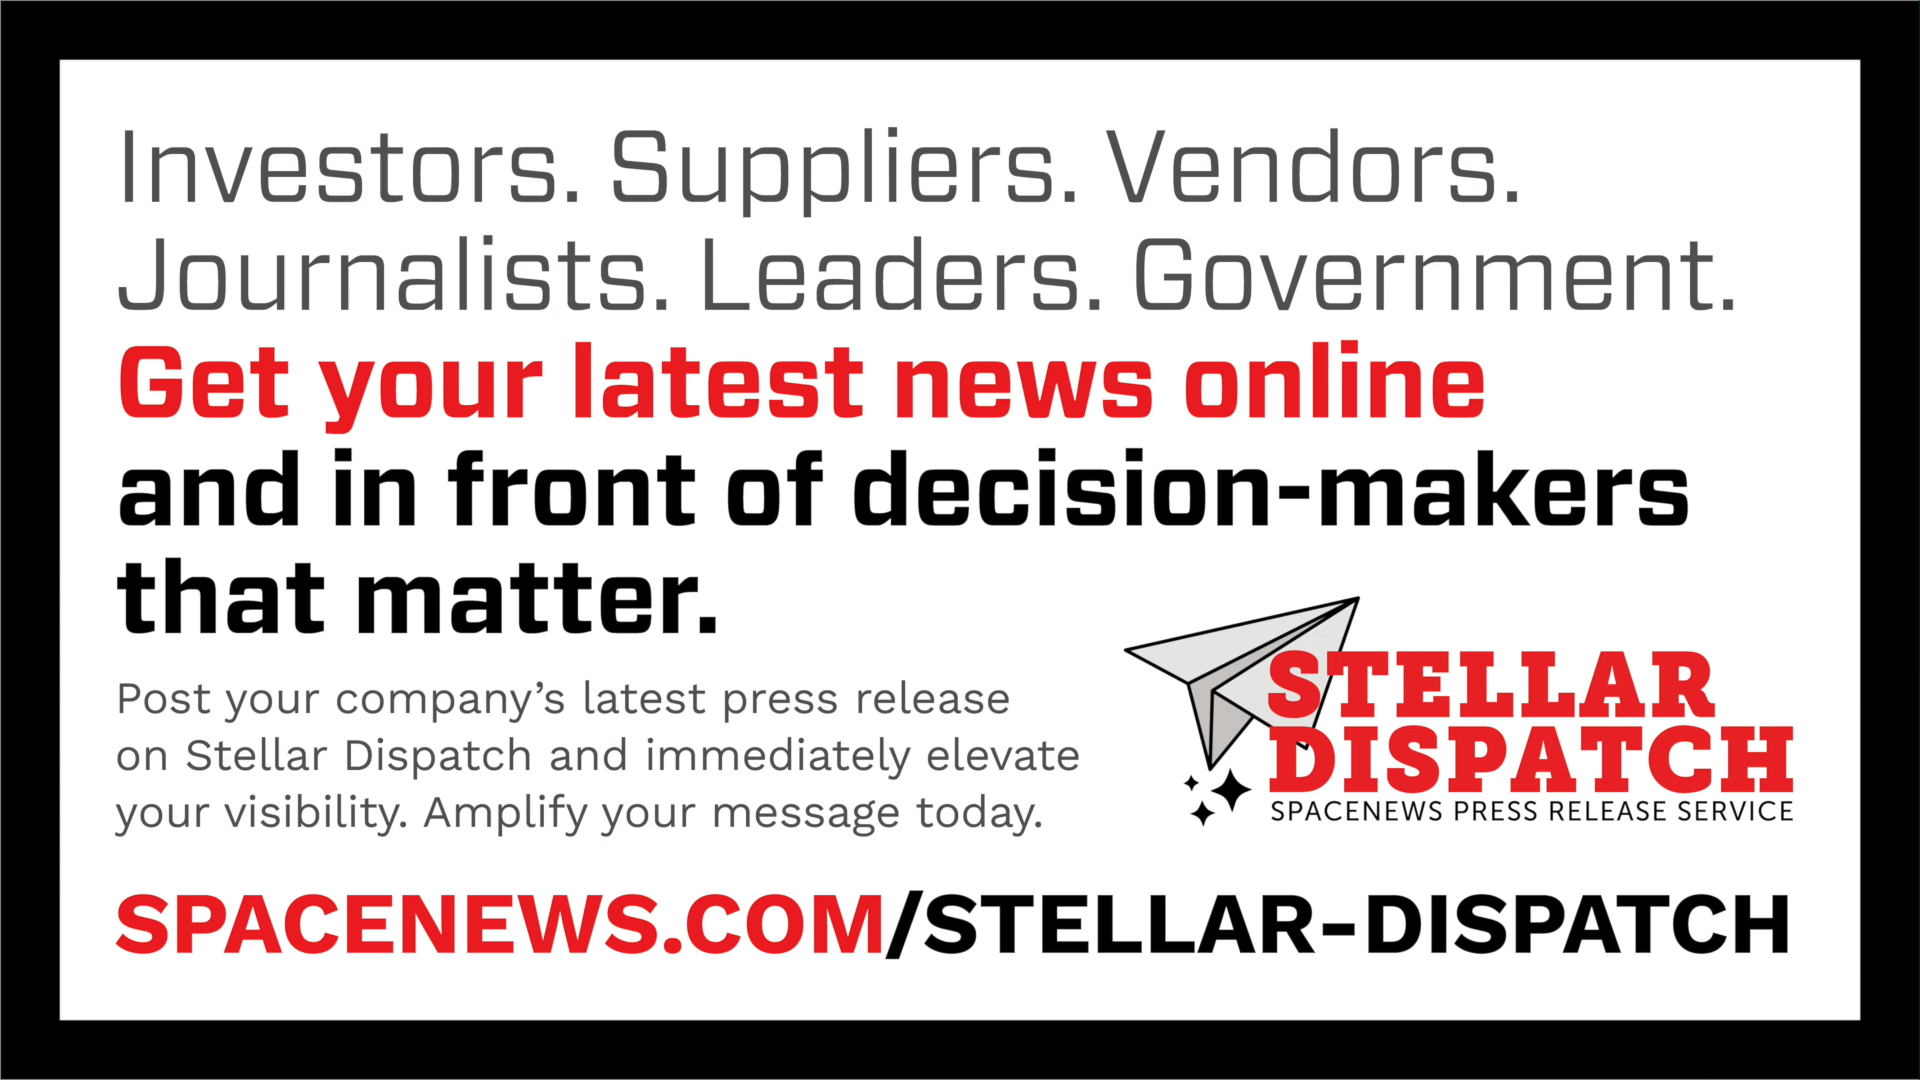 Investors. Suppliers. Vendors.
Journalists. Leaders. Government.
Get your latest news online
and in front of decision-makers
that matter.
Post your company’s latest press release
on Stellar Dispatch and immediately elevate
your visibility. Amplify your message today.
STELLAR
DISPATCH
SPACENEWS PRESS RELEASE SERVICE
SPACENEWS.COM/STELLAR-DISPATCH